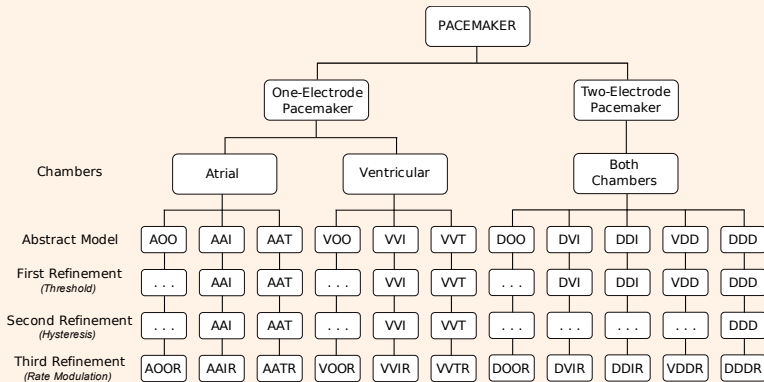 PACEMAKER
One-Electrode
Pacemaker
Two-Electrode
Pacemaker
Chambers
Atrial
Ventricular
Both
Chambers
Abstract Model AOO AAI AAT VOO VVI VVT DOO DVI DDI VDD DDD
First Refinement
(Threshold)
. . . AAI AAT . . . VVI VVT . . . DVI DDI VDD DDD
Second Refinement
(Hysteresis)
. . . AAI AAT . . . VVI VVT . . . . . . . . . . . . DDD
Third Refinement
(Rate Modulation)
AOOR AAIR AATR VOOR VVIR VVTR DOOR DVIR DDIR VDDR DDDR